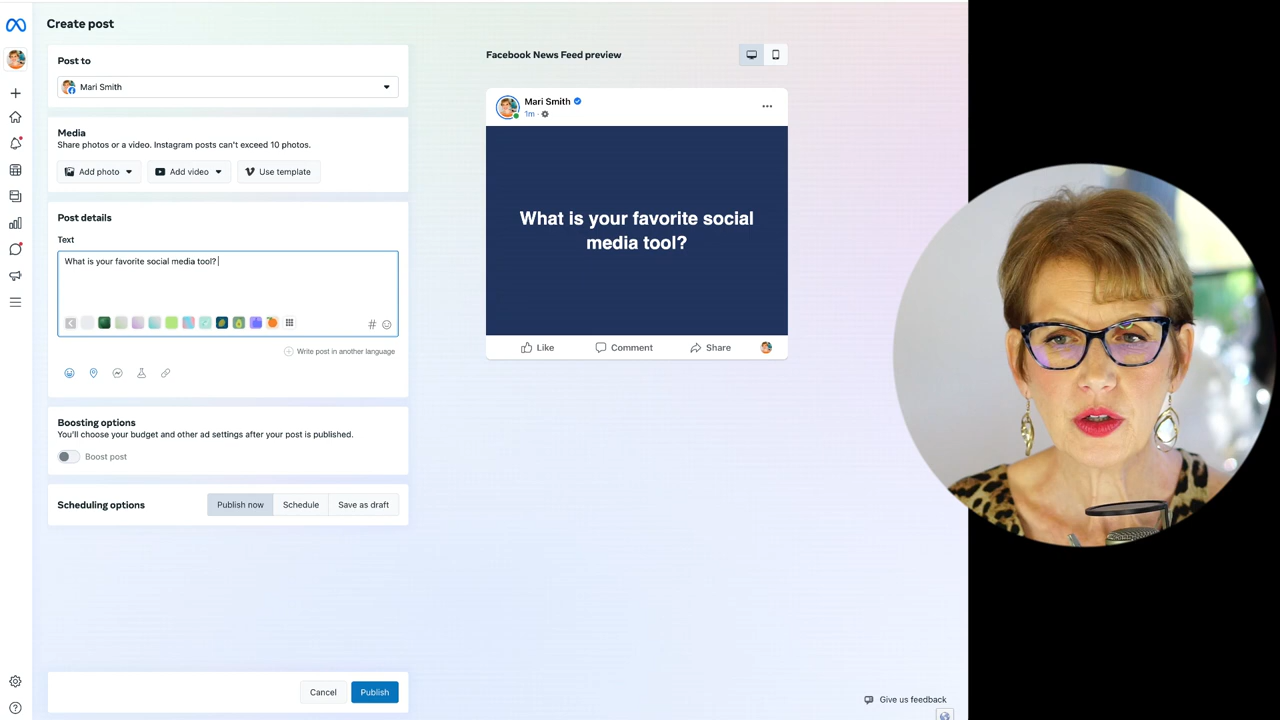 Create post
Post to
Mari Smith
Media
Share photos or a video. Instagram posts can't exceed 10 photos.
Add photo
Add video
Use template
Post details
Text
What is your favorite social media tool?
Write post in another language
Boosting options
You'll choose your budget and other ad settings after your post is published.
Boost post
Scheduling options
Publish now
Schedule
Save as draft
Cancel
Publish
Facebook News Feed preview
Mari Smith
1m
What is your favorite social
media tool?
Like
Comment
Share
Give us feedback